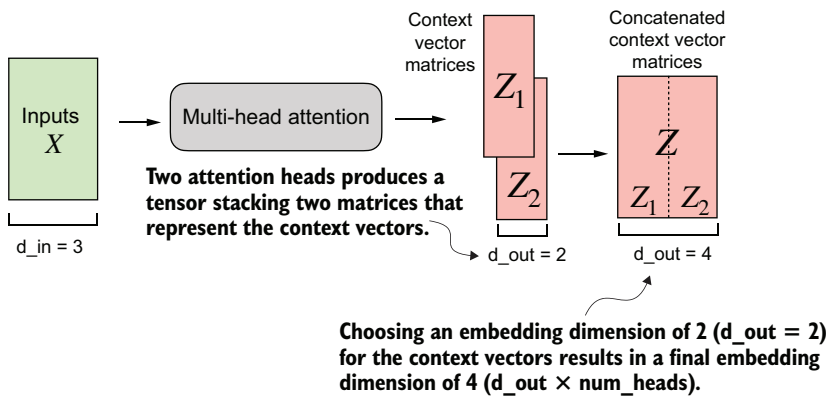 Context
vector
matrices
Concatenated
context vector
matrices
Inputs
X
Multi-head attention
Z1
Z2
Z
Z1 Z2
Two attention heads produces a
tensor stacking two matrices that
represent the context vectors.
d_in = 3
d_out = 2
d_out = 4
Choosing an embedding dimension of 2 (d_out = 2)
for the context vectors results in a final embedding
dimension of 4 (d_out × num_heads).